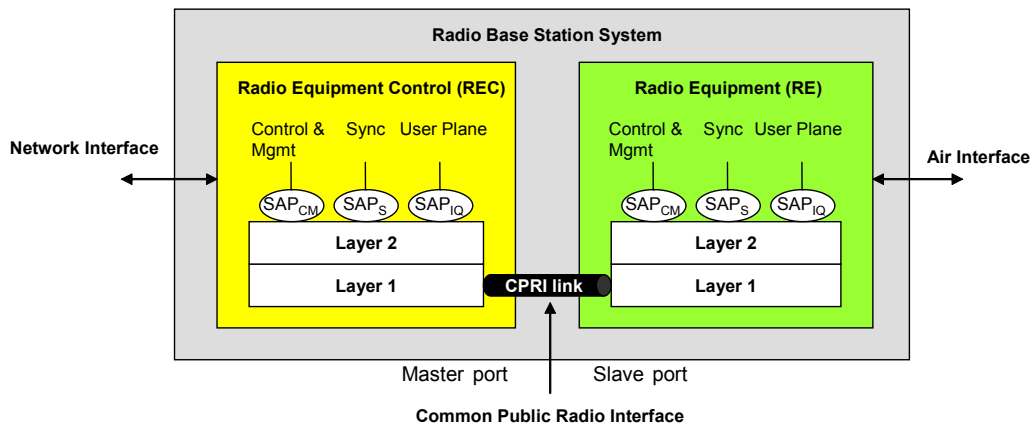 Radio Base Station System
Radio Equipment Control (REC)
Radio Equipment (RE)
Control & Mgmt
Sync
User Plane
Control & Mgmt
Sync
User Plane
Network Interface
Air Interface
SAPCM
SAPS
SAPIQ
SAPCM
SAPS
SAPIQ
Layer 2
Layer 2
Layer 1
CPRI link
Layer 1
Master port
Slave port
Common Public Radio Interface